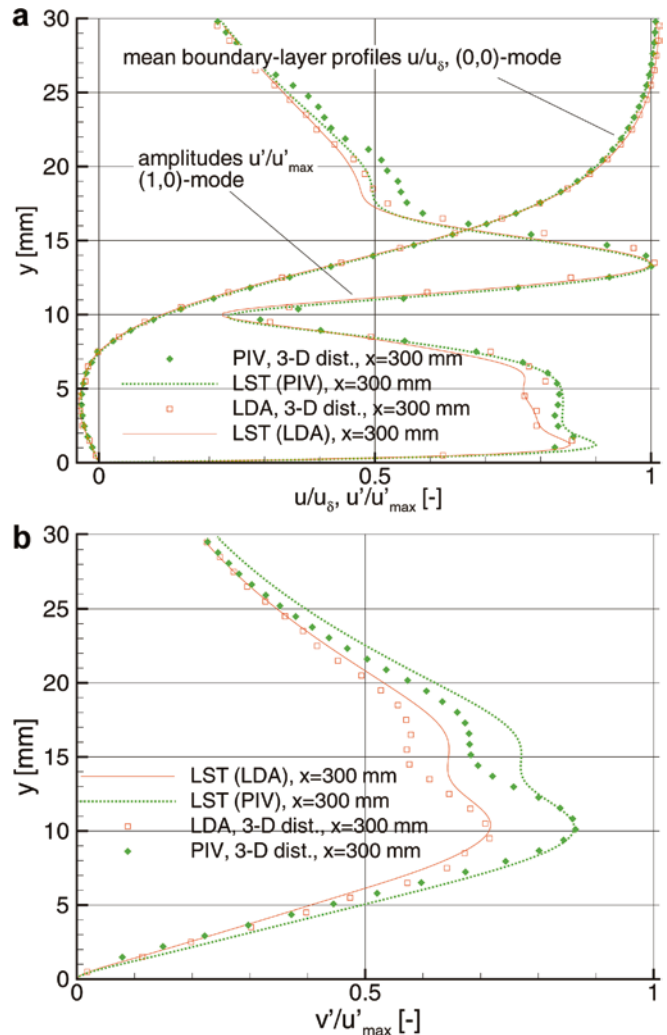 a
30
25
20
15
10
5
0
y [mm]
mean boundary-layer profiles u/u_δ, (0,0)-mode
amplitudes u'/u'_max
(1,0)-mode
PIV, 3-D dist., x=300 mm
LST (PIV), x=300 mm
LDA, 3-D dist., x=300 mm
LST (LDA), x=300 mm
0 0.5 1
u/u_δ, u'/u'_max [-]
b
30
25
20
15
10
5
0
y [mm]
LST (LDA), x=300 mm
LST (PIV), x=300 mm
LDA, 3-D dist., x=300 mm
PIV, 3-D dist., x=300 mm
0 0.5 1
v'/u'_max [-]